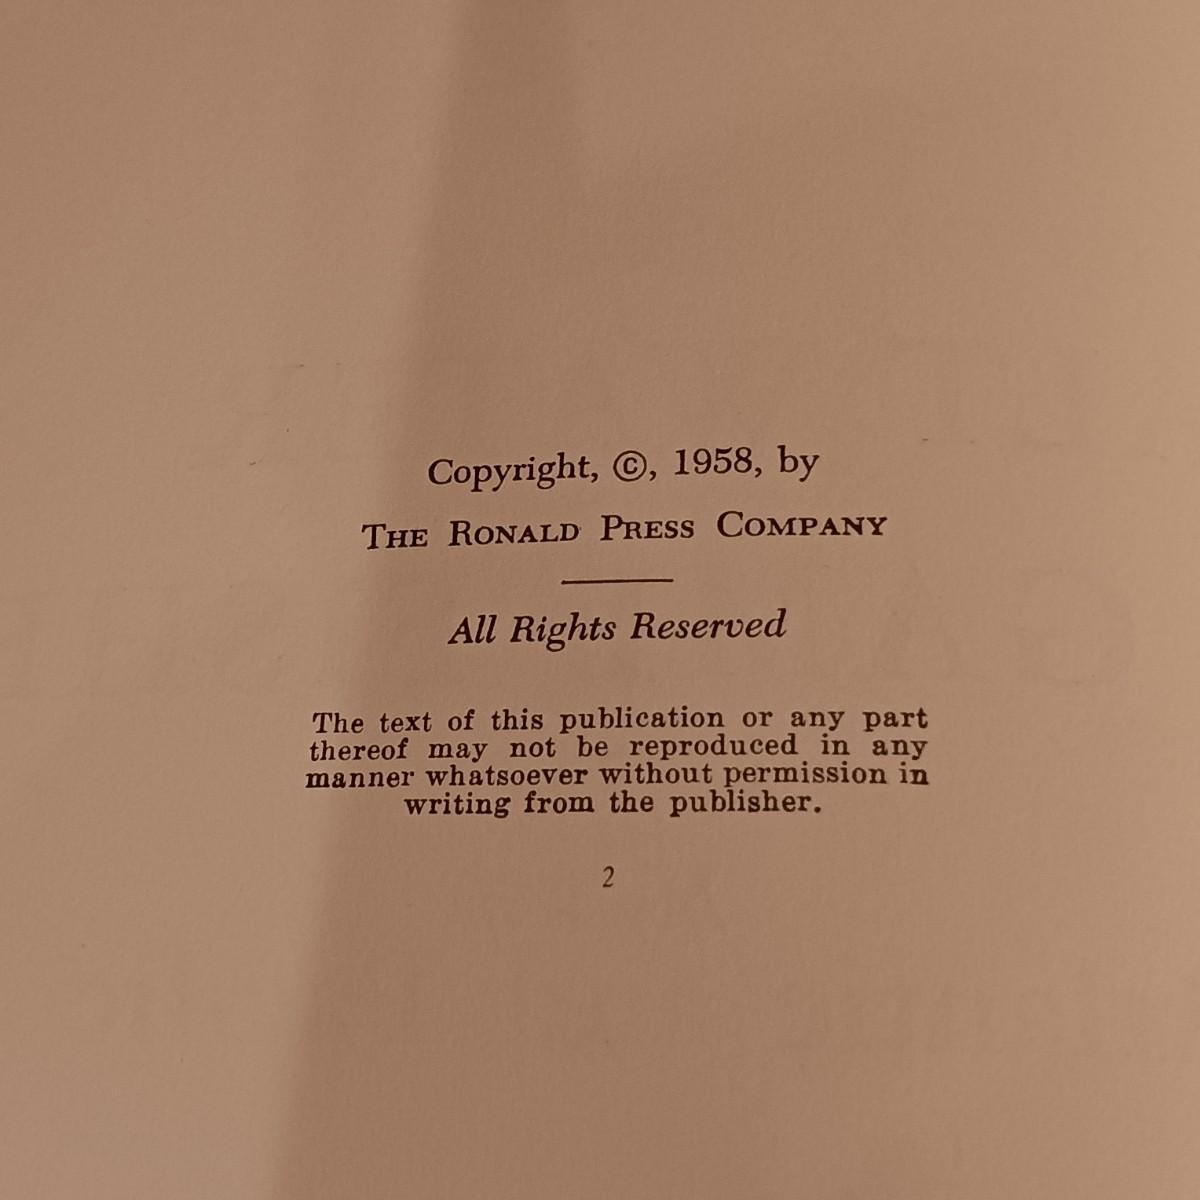 Copyright, ©, 1958, by
THE RONALD PRESS COMPANY
All Rights Reserved
The text of this publication or any part
thereof may not be reproduced in any
manner whatsoever without permission in
writing from the publisher.
2